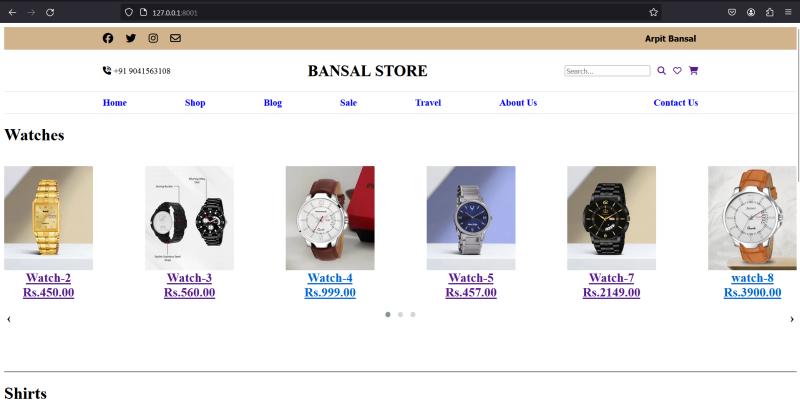 127.0.0.1:8001
Arpit Bansal
+91 9041563108
BANSAL STORE
Search...
Home Shop Blog Sale Travel About Us Contact Us
Watches
Watch-2 Watch-3 Watch-4 Watch-5 Watch-7 watch-8
Rs.450.00 Rs.560.00 Rs.999.00 Rs.457.00 Rs.2149.00 Rs.3900.00
Shirts